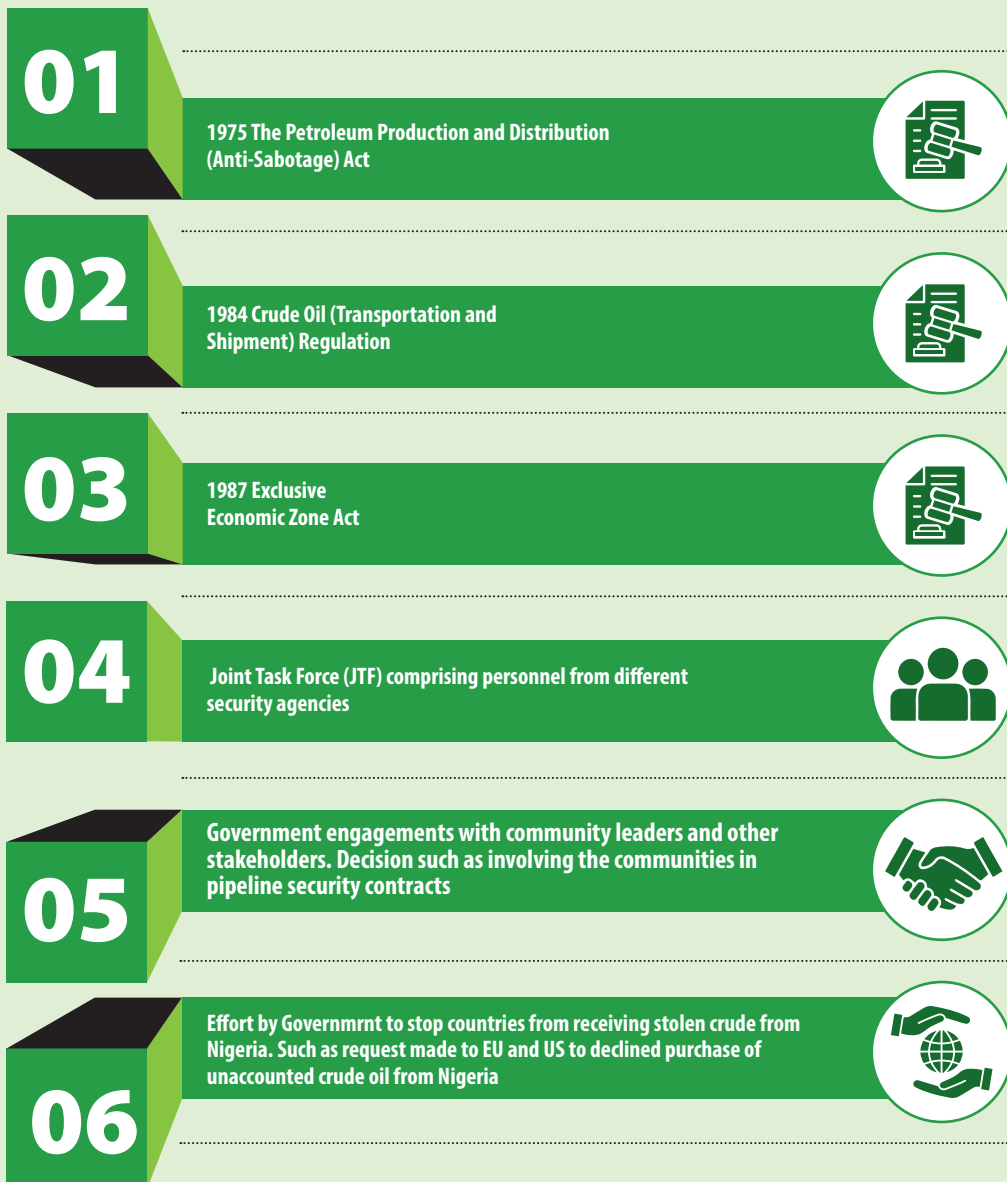 01
1975 The Petroleum Production and Distribution
(Anti-Sabotage) Act
02
1984 Crude Oil (Transportation and
Shipment) Regulation
03
1987 Exclusive
Economic Zone Act
04
Joint Task Force (JTF) comprising personnel from different
security agencies
05
Government engagements with community leaders and other
stakeholders. Decision such as involving the communities in
pipeline security contracts
06
Effort by Governmrnt to stop countries from receiving stolen crude from
Nigeria. Such as request made to EU and US to declined purchase of
unaccounted crude oil from Nigeria